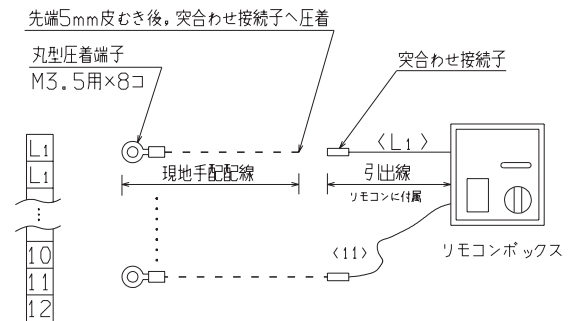 先端5mm皮むき後，突合わせ接続子へ圧着
丸型圧着端子
M3.5用×8コ
突合わせ接続子
L1
L1
⋮
10
11
12
現地手配配線
〈L1〉
引出線
リモコンに付属
〈11〉
リモコンボックス